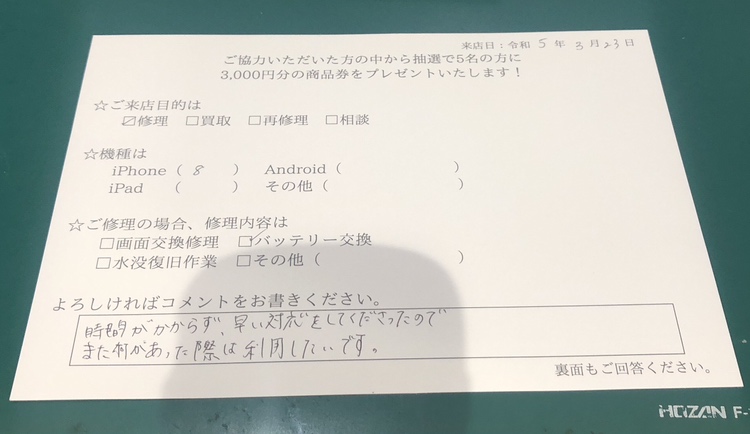 来店日:令和 5 年 3 月 23 日
ご協力いただいた方の中から抽選で5名の方に
3,000円分の商品券をプレゼントいたします!
☆ご来店目的は
☑修理 □買取 □再修理 □相談
☆機種は
iPhone ( 8 ) Android ( )
iPad ( ) その他 ( )
☆ご修理の場合、修理内容は
□画面交換修理 ☑バッテリー交換
□水没復旧作業 □その他 ( )
よろしければコメントをお書きください。
時間がかからず、早い対応をしてくださったので
また何があった際は利用したいです。
裏面もご回答ください。
HOZAN F-